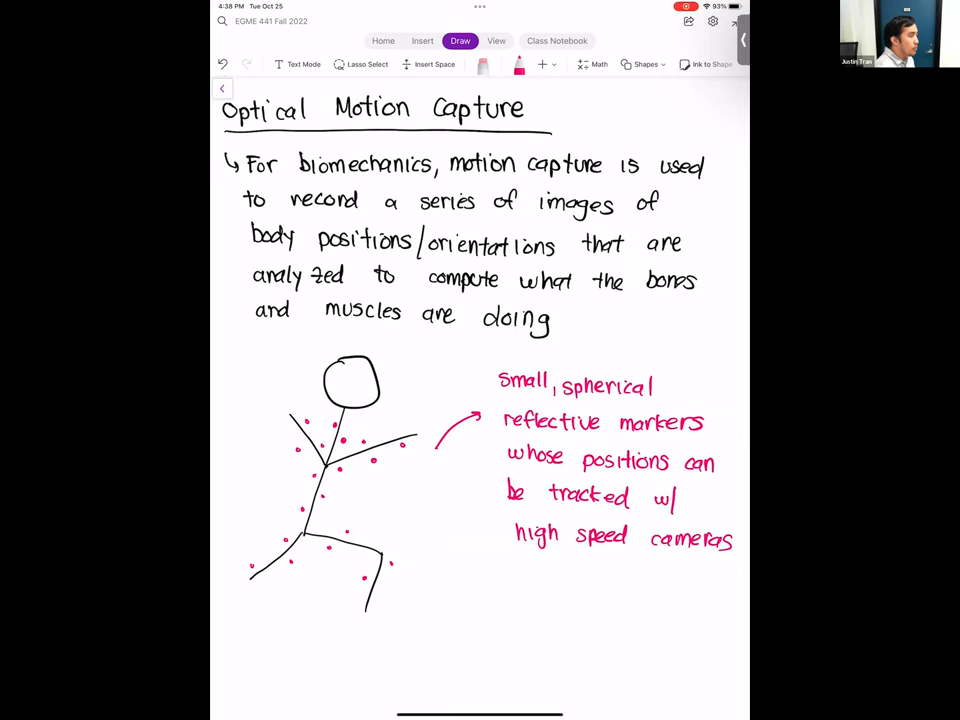 4:38 PM Tue Oct 25
93%
EGME 441 Fall 2022
Home Insert Draw View Class Notebook
Text Mode Lasso Select Insert Space Math Shapes Ink to Shape
Justin Tran
Optical Motion Capture
↳ For biomechanics, motion capture is used
to record a series of images of
body positions/orientations that are
analyzed to compute what the bones
and muscles are doing
small, spherical
reflective markers
whose positions can
be tracked w/
high speed cameras